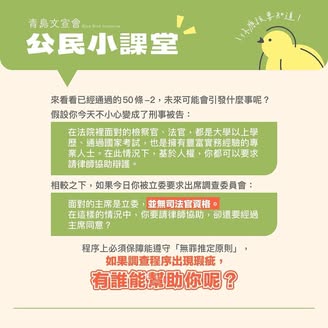 青島文宣會
公民小課堂
小除孩要知道！
來看看已經通過的50條-2，未來可能會引發什麼事呢？
假設你今天不小心變成了刑事被告：
在法院裡面對的檢察官、法官，都是大學以上學
歷、通過國家考試，也是擁有豐富實務經驗的專
業人士。在此情況下，基於人權、你都可以要求
請律師協助辯護。
相較之下，如果今日你被立委要求出席調查委員會：
面對的主席是立委，並無司法官資格。
在這樣的情況中，你要請律師協助，卻還要經過
主席同意？
程序上必須保障能遵守「無罪推定原則」，
如果調查程序出現瑕疵，
有誰能幫助你呢？